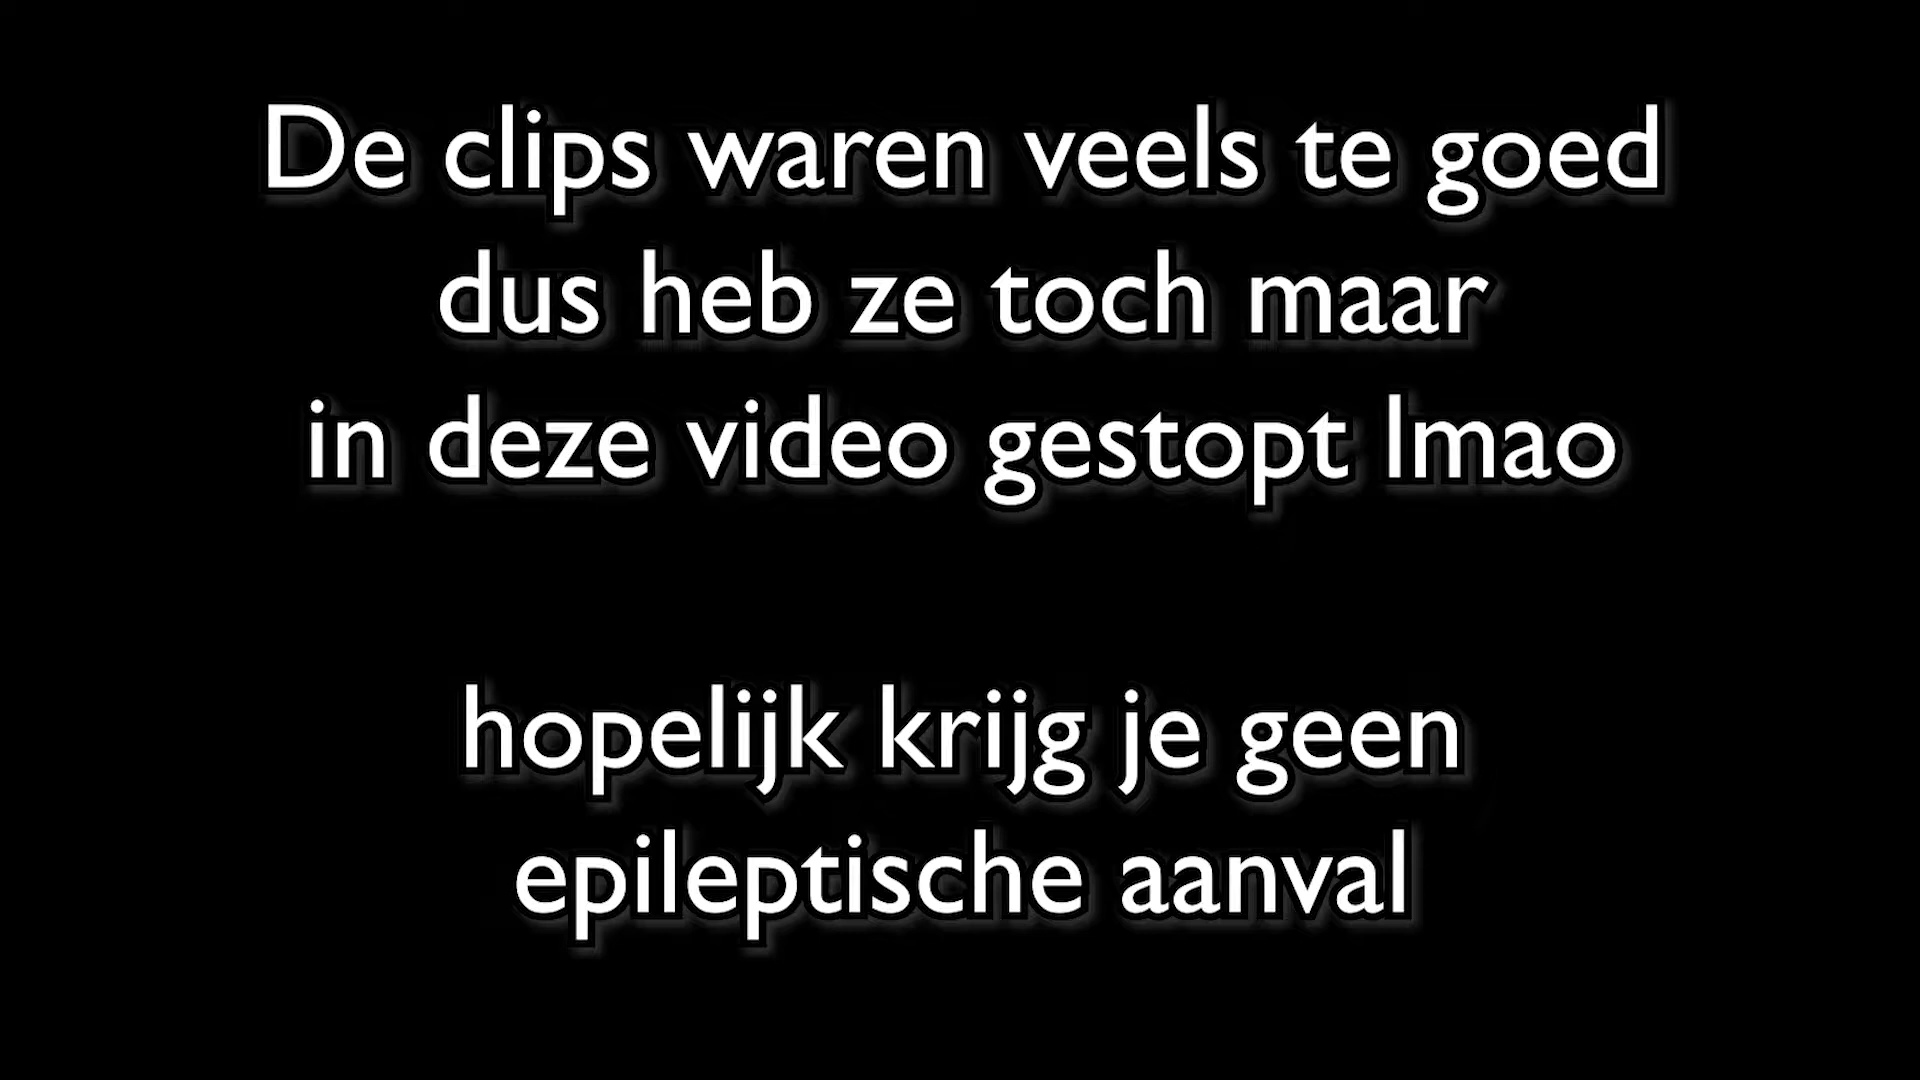 De clips waren veels te goed
dus heb ze toch maar
in deze video gestopt lmao
hopelijk krijg je geen
epileptische aanval